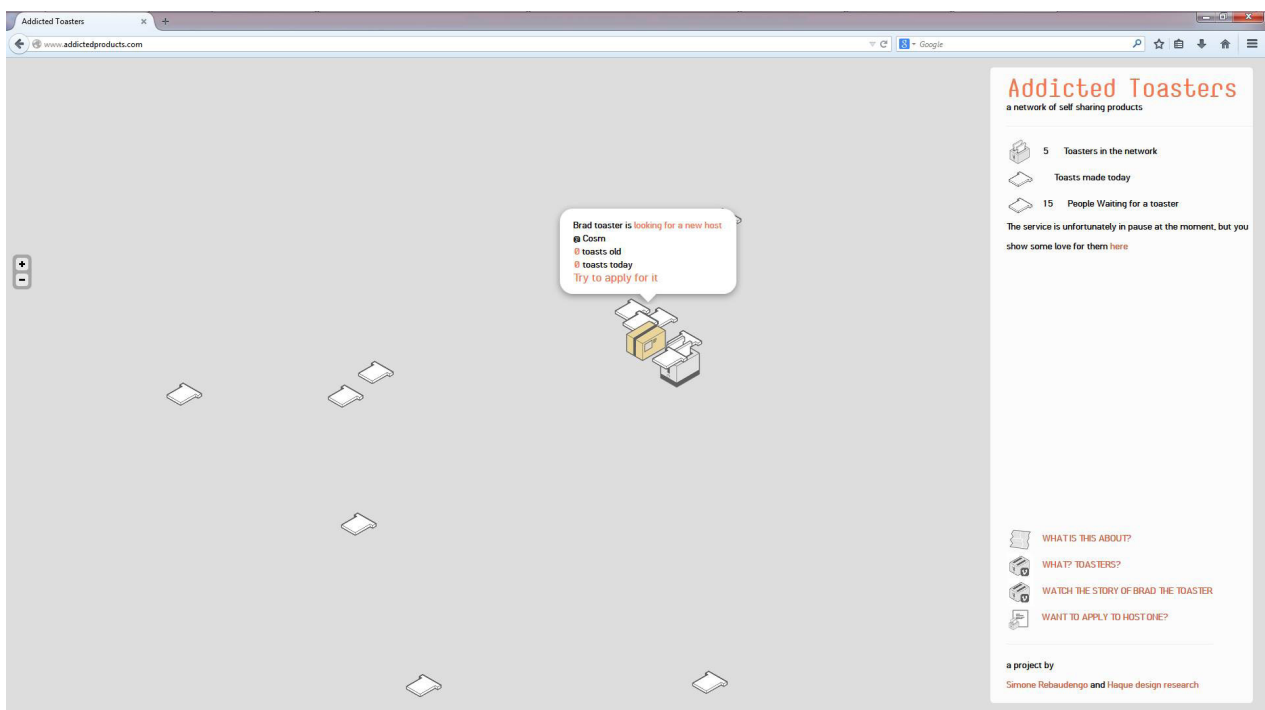 Addicted Toasters
www.addictedproducts.com
Google
Addicted Toasters
a network of self sharing products
5 Toasters in the network
Toasts made today
15 People Waiting for a toaster
The service is unfortunately in pause at the moment, but you
show some love for them here
Brad toaster is looking for a new host
@ Cosm
0 toasts old
0 toasts today
Try to apply for it
+
-
WHAT IS THIS ABOUT?
WHAT? TOASTERS?
WATCH THE STORY OF BRAD THE TOASTER
WANT TO APPLY TO HOST ONE?
a project by
Simone Rebaudengo and Haque design research